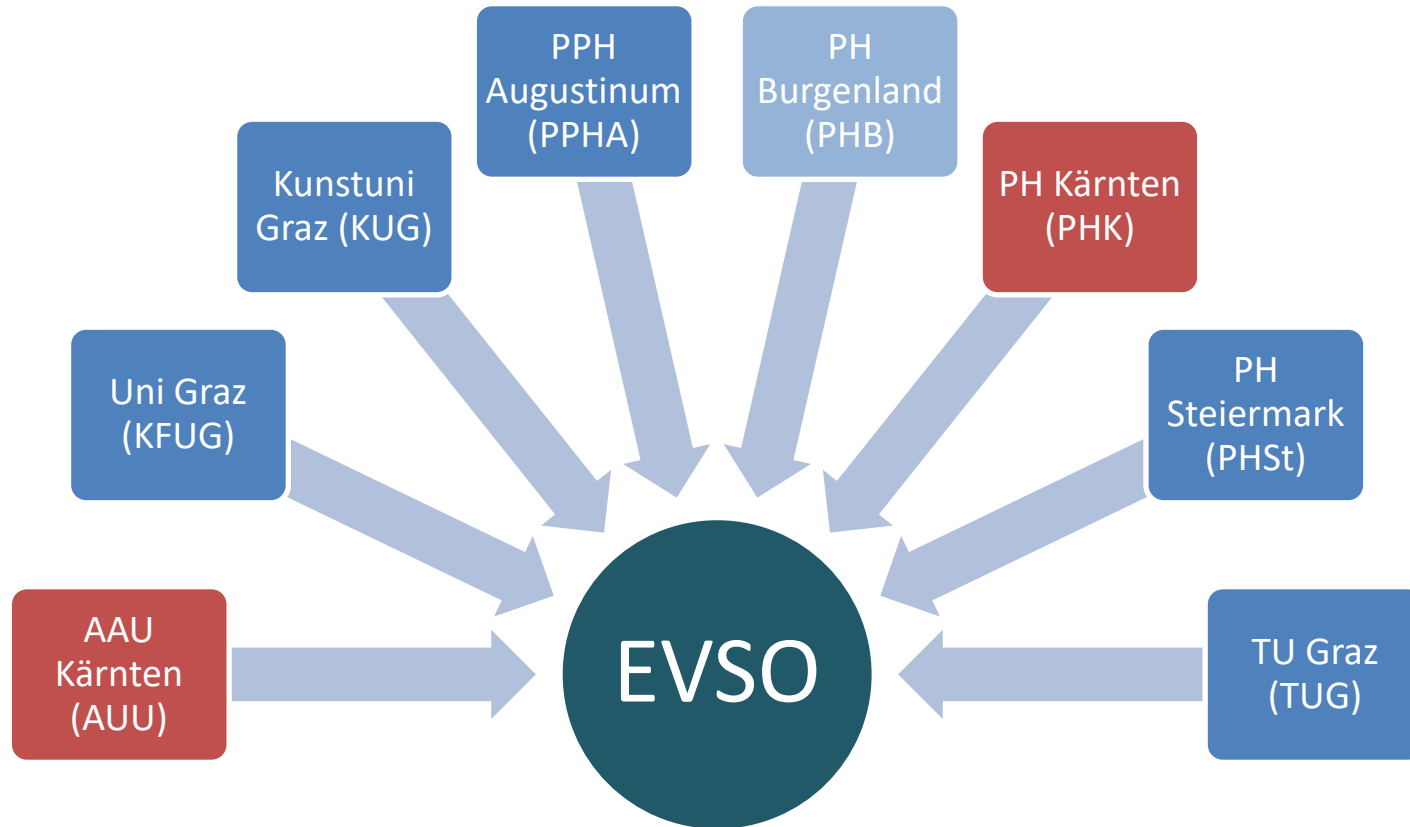 PPH
Augustinum
(PPHA)
PH
Burgenland
(PHB)
Kunstuni
Graz (KUG)
PH Kärnten
(PHK)
Uni Graz
(KFUG)
PH
Steiermark
(PHSt)
AAU
Kärnten
(AUU)
EVSO
TU Graz
(TUG)